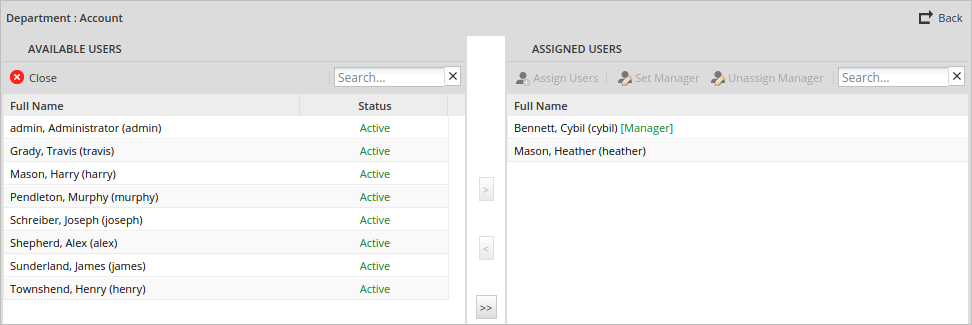 Department : Account
Back
AVAILABLE USERS
Close
Search...
Full Name Status
admin, Administrator (admin) Active
Grady, Travis (travis) Active
Mason, Harry (harry) Active
Pendleton, Murphy (murphy) Active
Schreiber, Joseph (joseph) Active
Shepherd, Alex (alex) Active
Sunderland, James (james) Active
Townshend, Henry (henry) Active
>
<
>>
ASSIGNED USERS
Assign Users Set Manager Unassign Manager Search...
Full Name
Bennett, Cybil (cybil) [Manager]
Mason, Heather (heather)